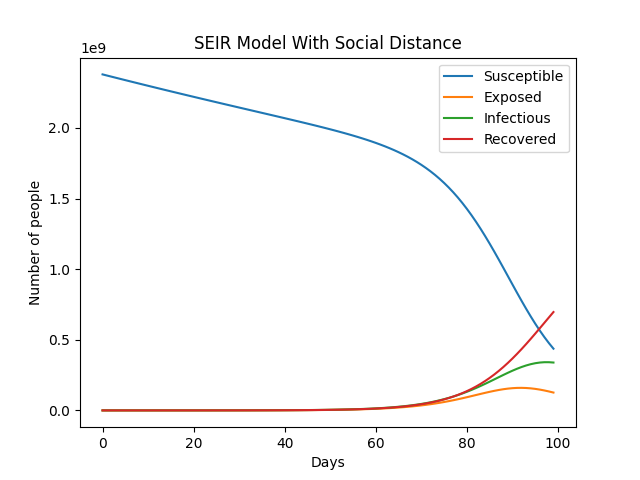 SEIR Model With Social Distance
1e9
Susceptible
Exposed
Infectious
Recovered
2.0
1.5
1.0
0.5
0.0
Number of people
0 20 40 60 80 100
Days